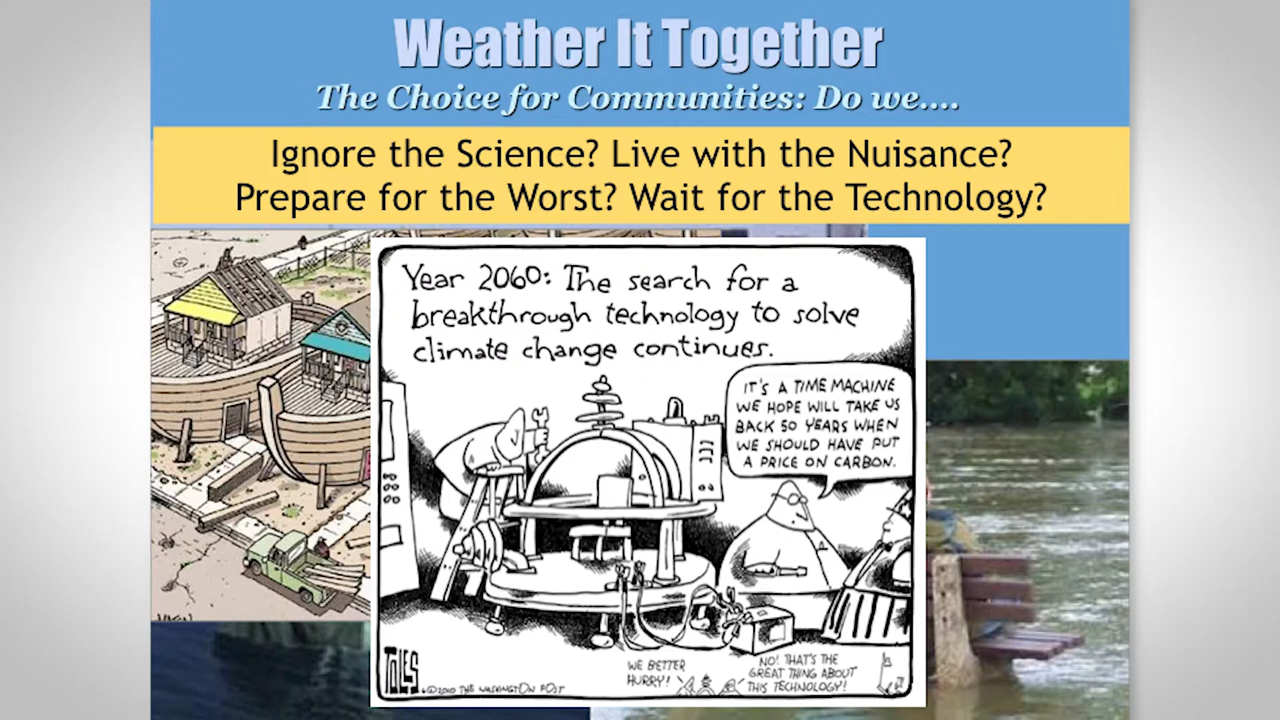 Weather It Together
The Choice for Communities: Do we....
Ignore the Science? Live with the Nuisance?
Prepare for the Worst? Wait for the Technology?
Year 2060: The search for a
breakthrough technology to solve
climate change continues.
IT'S A TIME MACHINE
WE HOPE WILL TAKE US
BACK 50 YEARS WHEN
WE SHOULD HAVE PUT
A PRICE ON CARBON.
WE BETTER
HURRY!
NO! THAT'S THE
GREAT THING ABOUT
THIS TECHNOLOGY!
TOLES
©2010 THE WASHINGTON POST